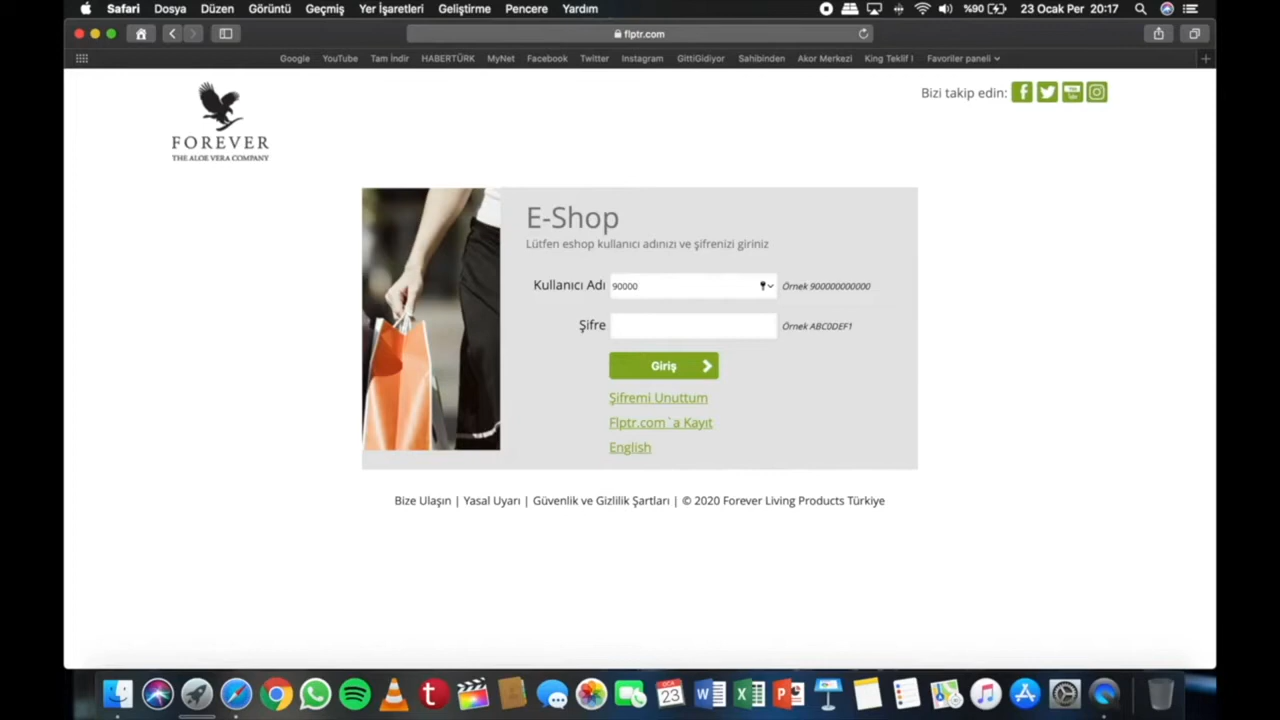 Safari Dosya Düzen Görüntü Geçmiş Yer İşaretleri Geliştirme Pencere Yardım %90 23 Ocak Per 20:17
flptr.com
Google YouTube Tam İndir HABERTÜRK MyNet Facebook Twitter Instagram GittiGidiyor Sahibinden Akor Merkezi King Teklif ! Favoriler paneli
Bizi takip edin:
FOREVER
THE ALOE VERA COMPANY
E-Shop
Lütfen eshop kullanıcı adınızı ve şifrenizi giriniz
Kullanıcı Adı 90000 Örnek 900000000000
Şifre Örnek ABC0DEF1
Giriş
Şifremi Unuttum
Flptr.com`a Kayıt
English
Bize Ulaşın | Yasal Uyarı | Güvenlik ve Gizlilik Şartları | © 2020 Forever Living Products Türkiye
23